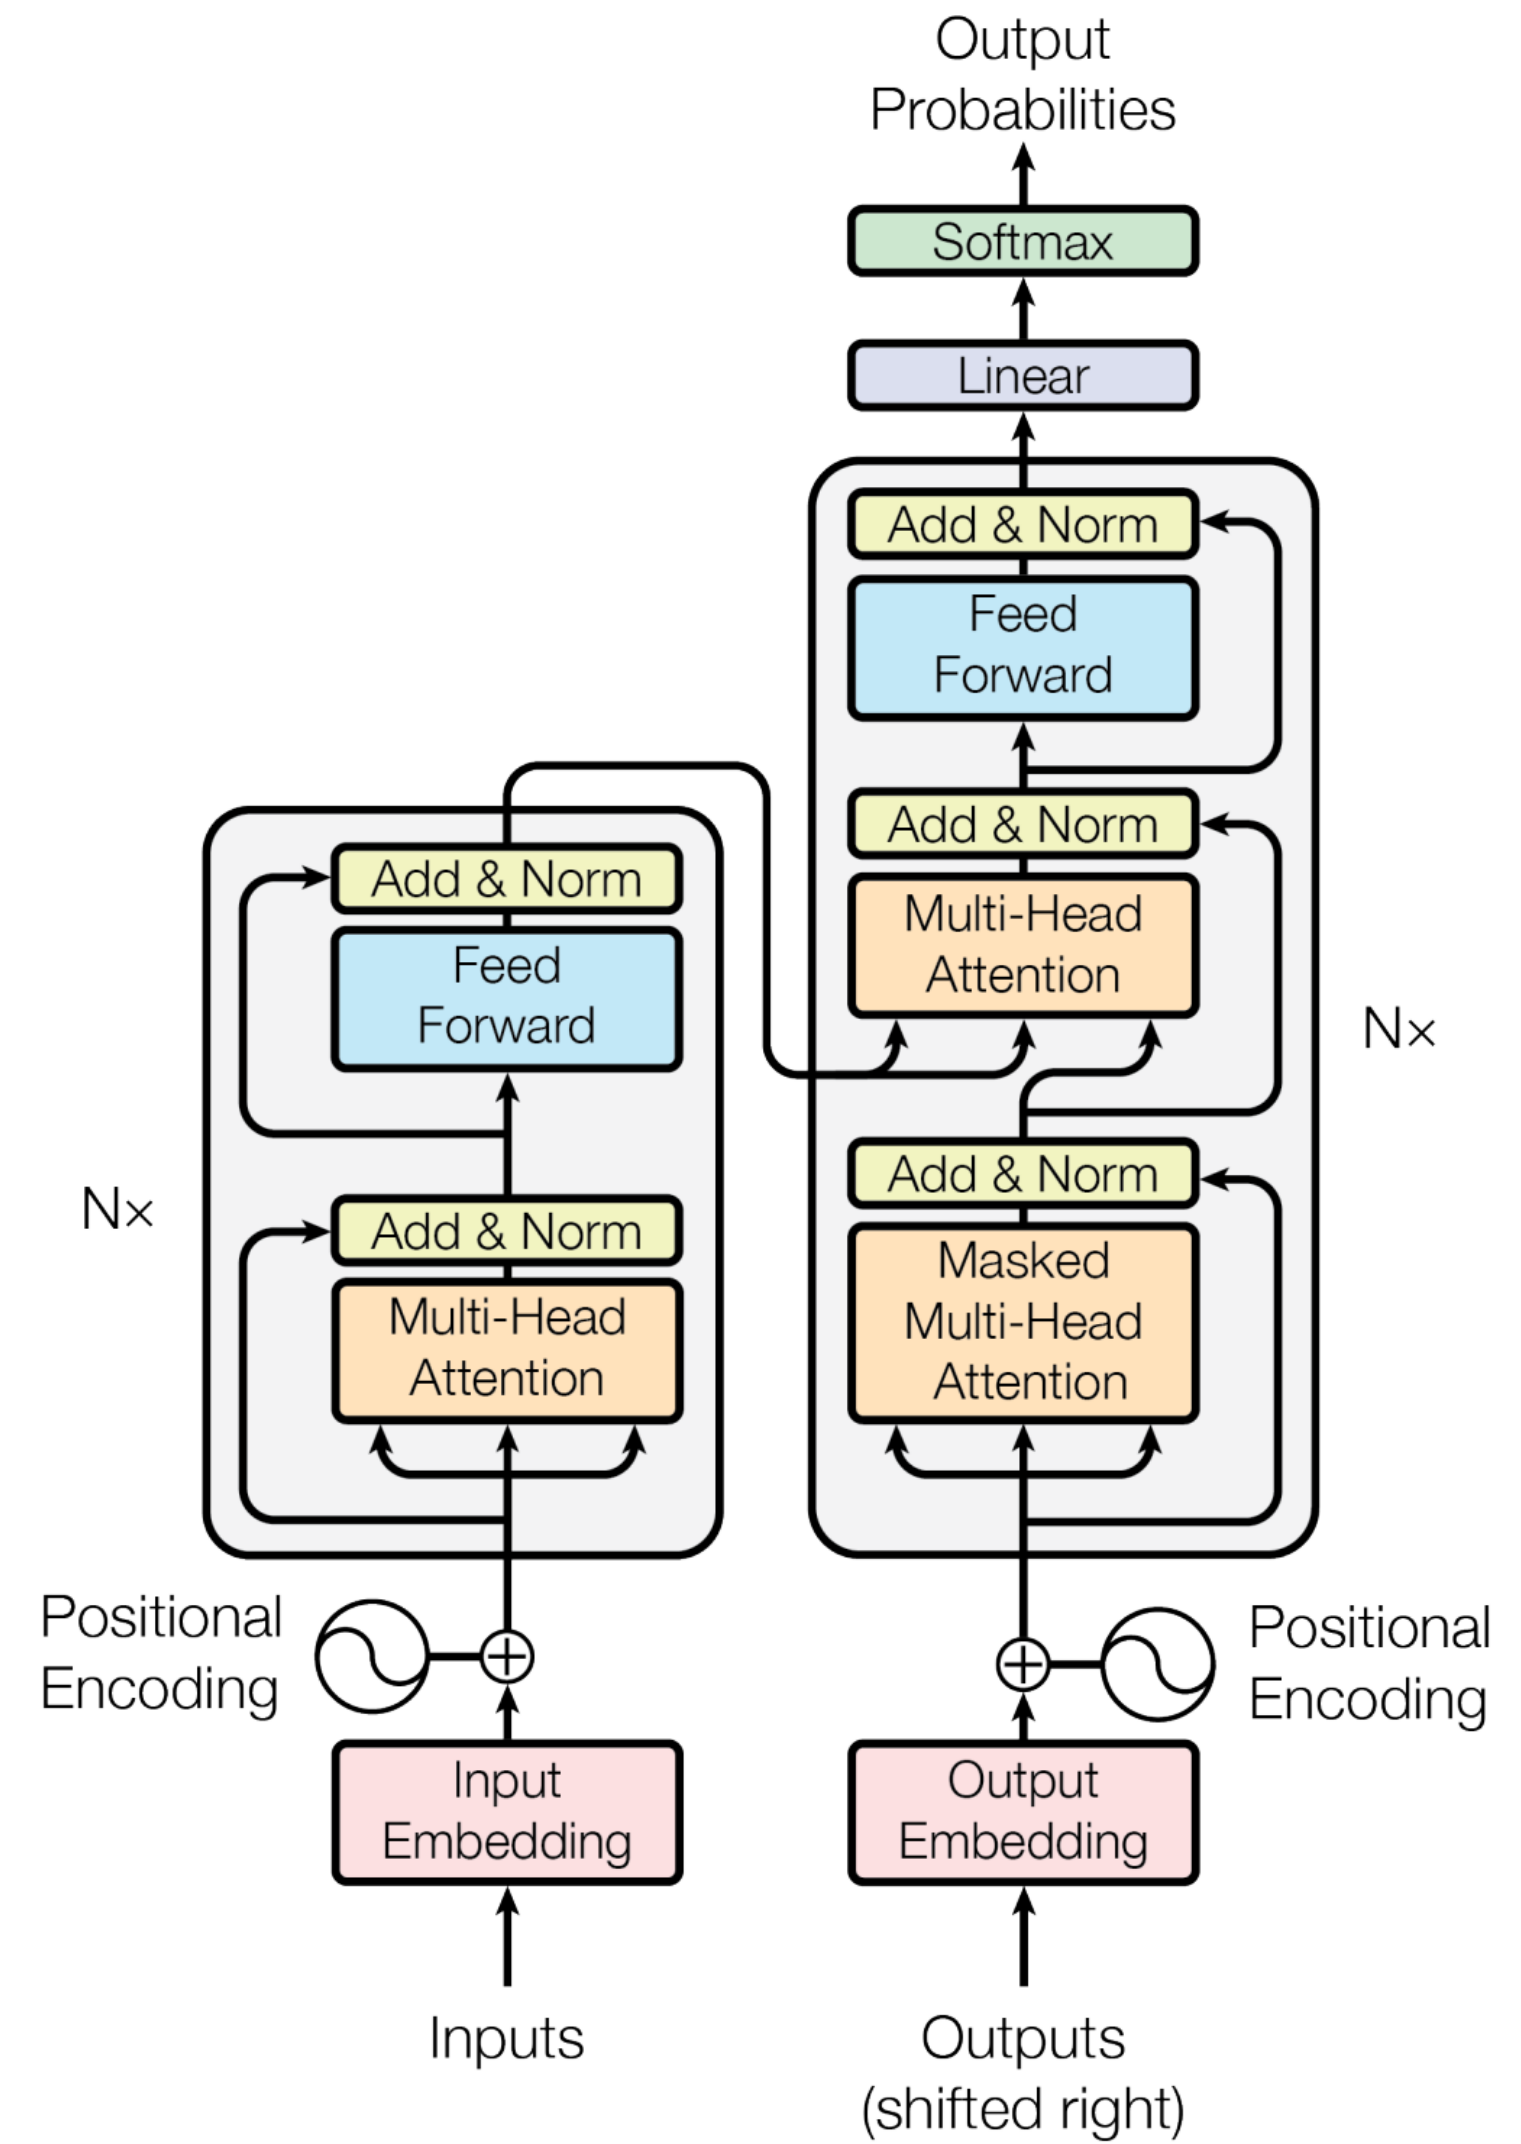 Output
Probabilities
Softmax
Linear
Add & Norm
Feed
Forward
Add & Norm
Multi-Head
Attention
N×
Add & Norm
Masked
Multi-Head
Attention
Positional
Encoding
Output
Embedding
Outputs
(shifted right)
Add & Norm
Feed
Forward
N×
Add & Norm
Multi-Head
Attention
Positional
Encoding
Input
Embedding
Inputs